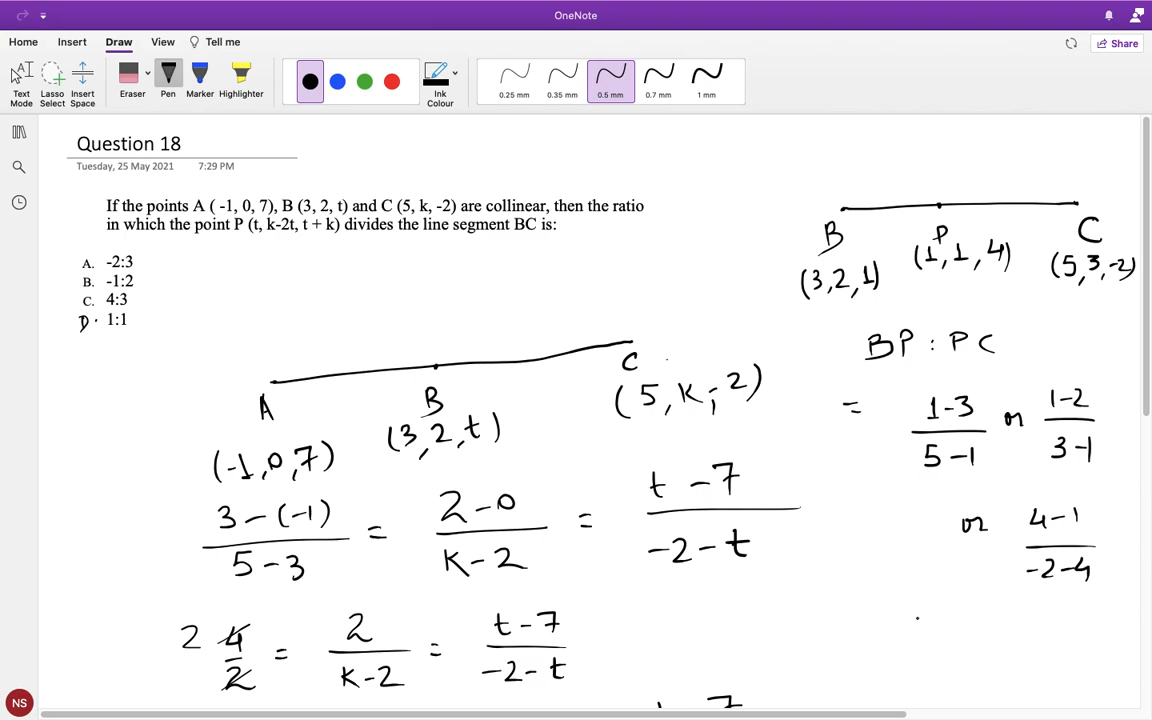 OneNote
Home Insert Draw View Tell me
Share
Text Mode
Lasso Select
Insert Space
Eraser
Pen
Marker
Highlighter
Ink Colour
0.25 mm 0.35 mm 0.5 mm 0.7 mm 1 mm
Question 18
Tuesday, 25 May 2021 7:29 PM
If the points A ( -1, 0, 7), B (3, 2, t) and C (5, k, -2) are collinear, then the ratio
in which the point P (t, k-2t, t + k) divides the line segment BC is:
A. -2:3
B. -1:2
C. 4:3
D. 1:1
A B C
(-1,0,7) (3,2,t) (5,k,-2)
3-(-1)/5-3 = 2-0/k-2 = t-7/-2-t
2 4/2 = 2/k-2 = t-7/-2-t
t-7
B P C
(3,2,1) (1,1,4) (5,3,-2)
BP : PC
= 1-3/5-1 or 1-2/3-1
or 4-1/-2-4
NS